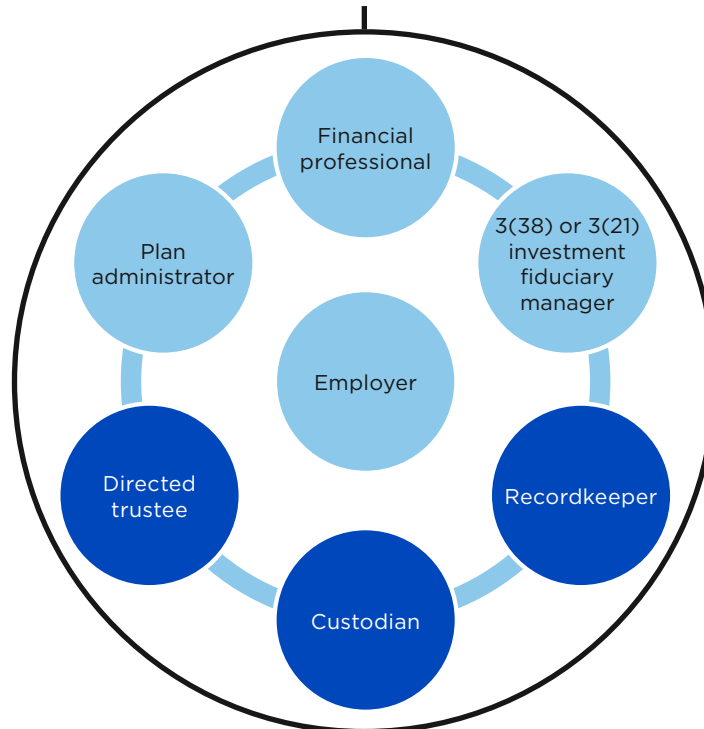 Financial
professional
3(38) or 3(21)
investment
fiduciary
manager
Plan
administrator
Employer
Directed
trustee
Recordkeeper
Custodian